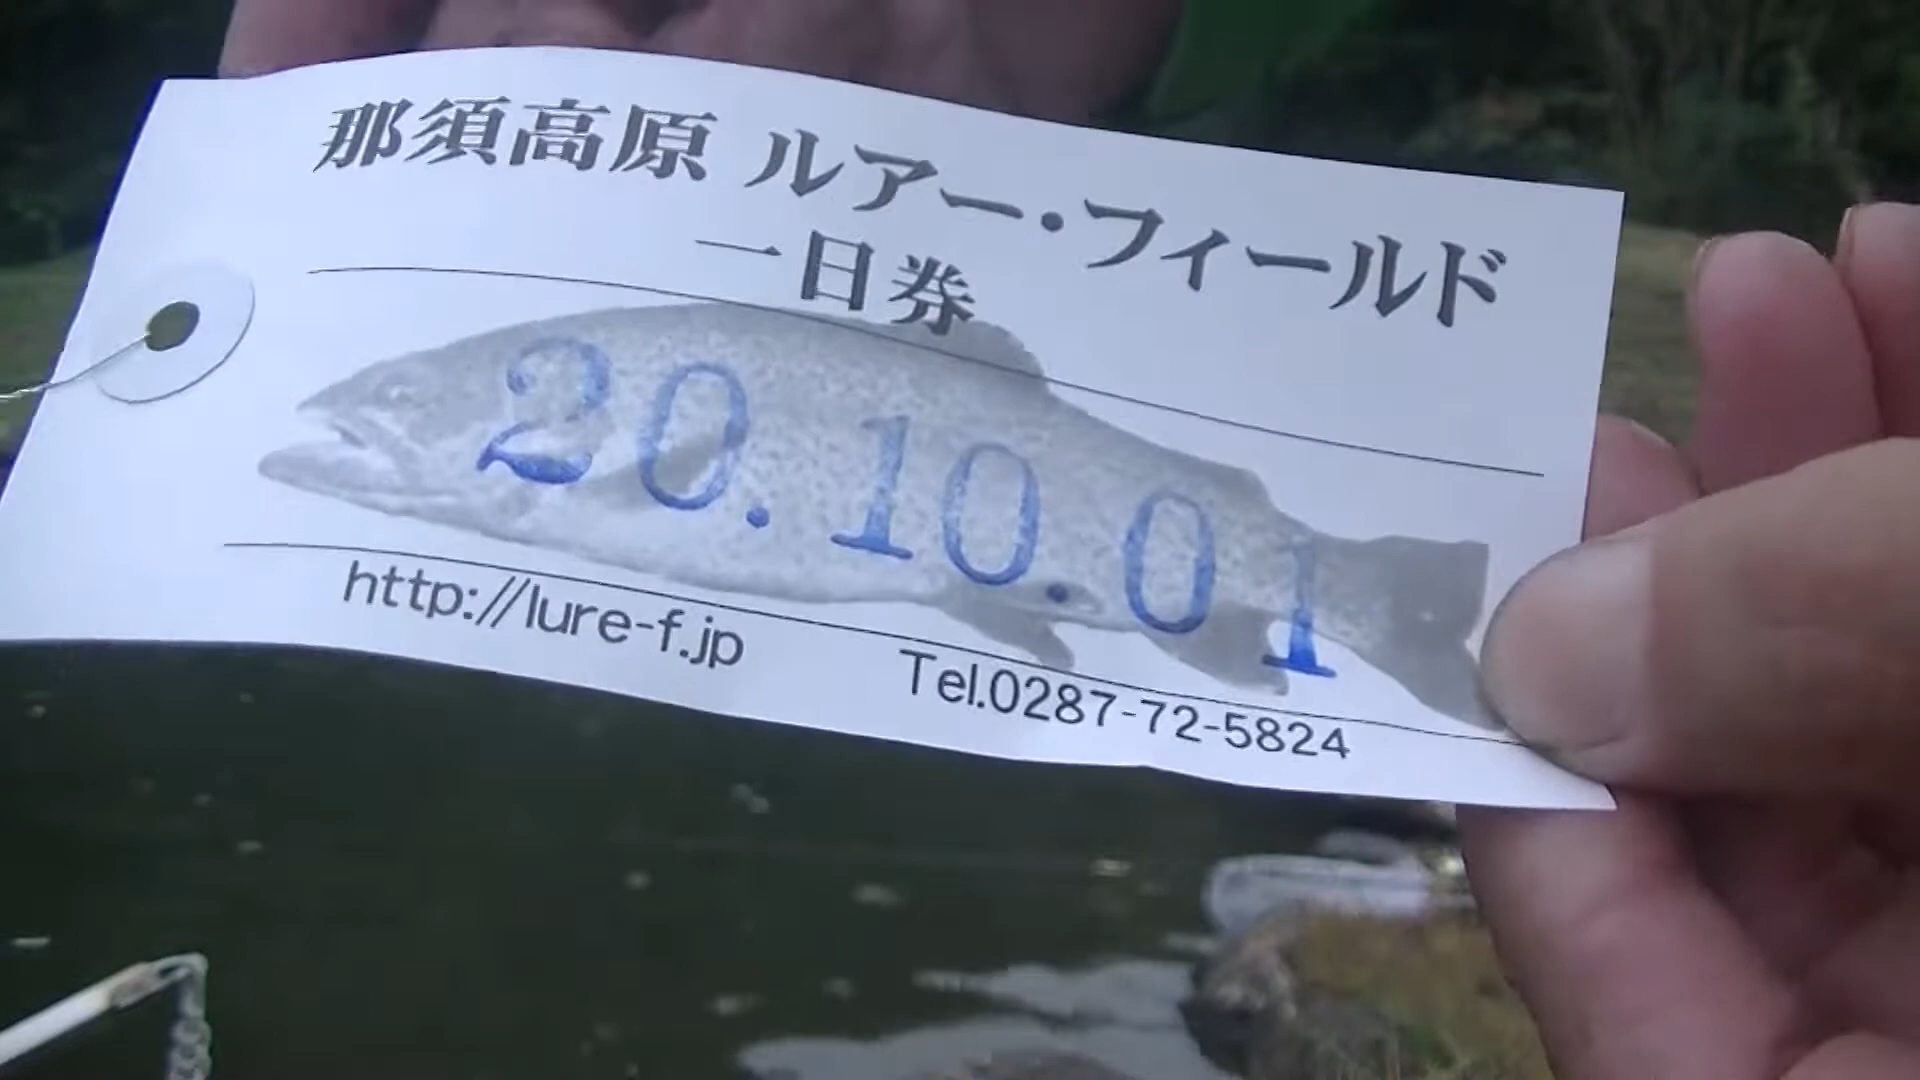 那須高原 ルアー・フィールド
一日券
20.10.01
http://lure-f.jp
Tel.0287-72-5824